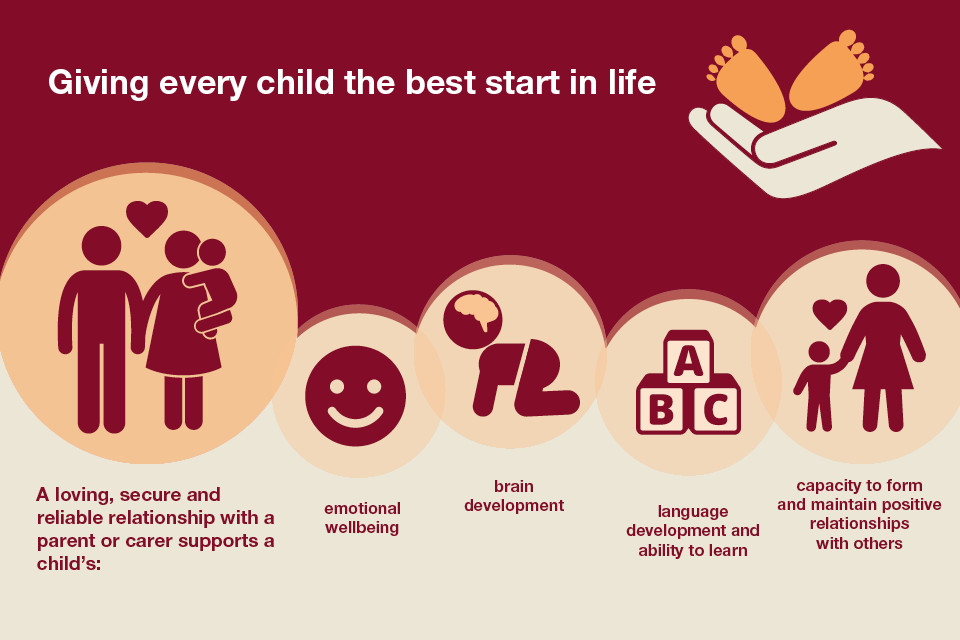 Giving every child the best start in life
A loving, secure and
reliable relationship with a
parent or carer supports a
child's:
emotional
wellbeing
brain
development
A
B C
language
development and
ability to learn
capacity to form
and maintain positive
relationships
with others